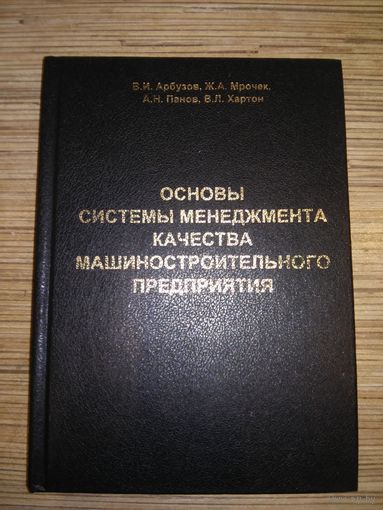 В.И. Арбузов, Ж.А. Мрочек,
А.Н. Панов, В.Л. Хартон
ОСНОВЫ
СИСТЕМЫ МЕНЕДЖМЕНТА
КАЧЕСТВА
МАШИНОСТРОИТЕЛЬНОГО
ПРЕДПРИЯТИЯ